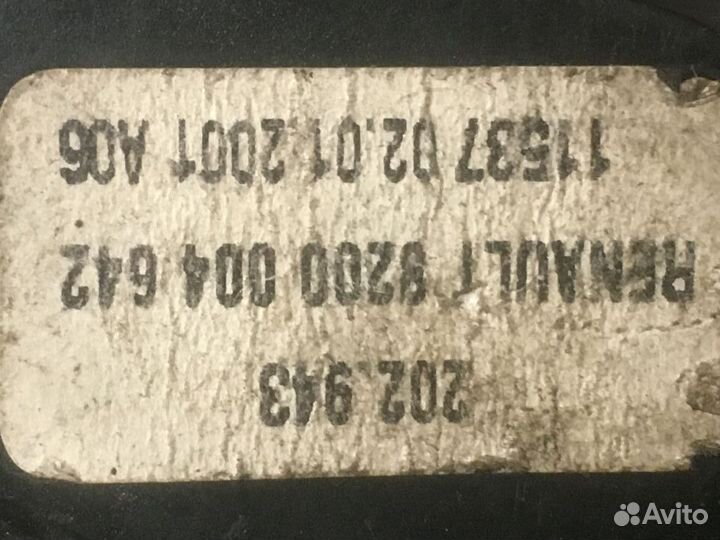 202.943
RENAULT 8200 004 642
11537 02.01.2001 A06
Avito